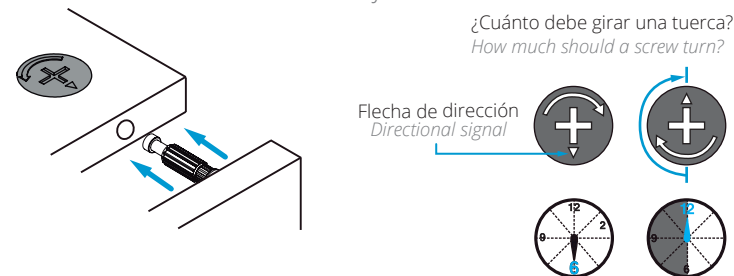 ¿Cuánto debe girar una tuerca?
How much should a screw turn?
Flecha de dirección
Directional signal
12
2
9
6
12
9
6